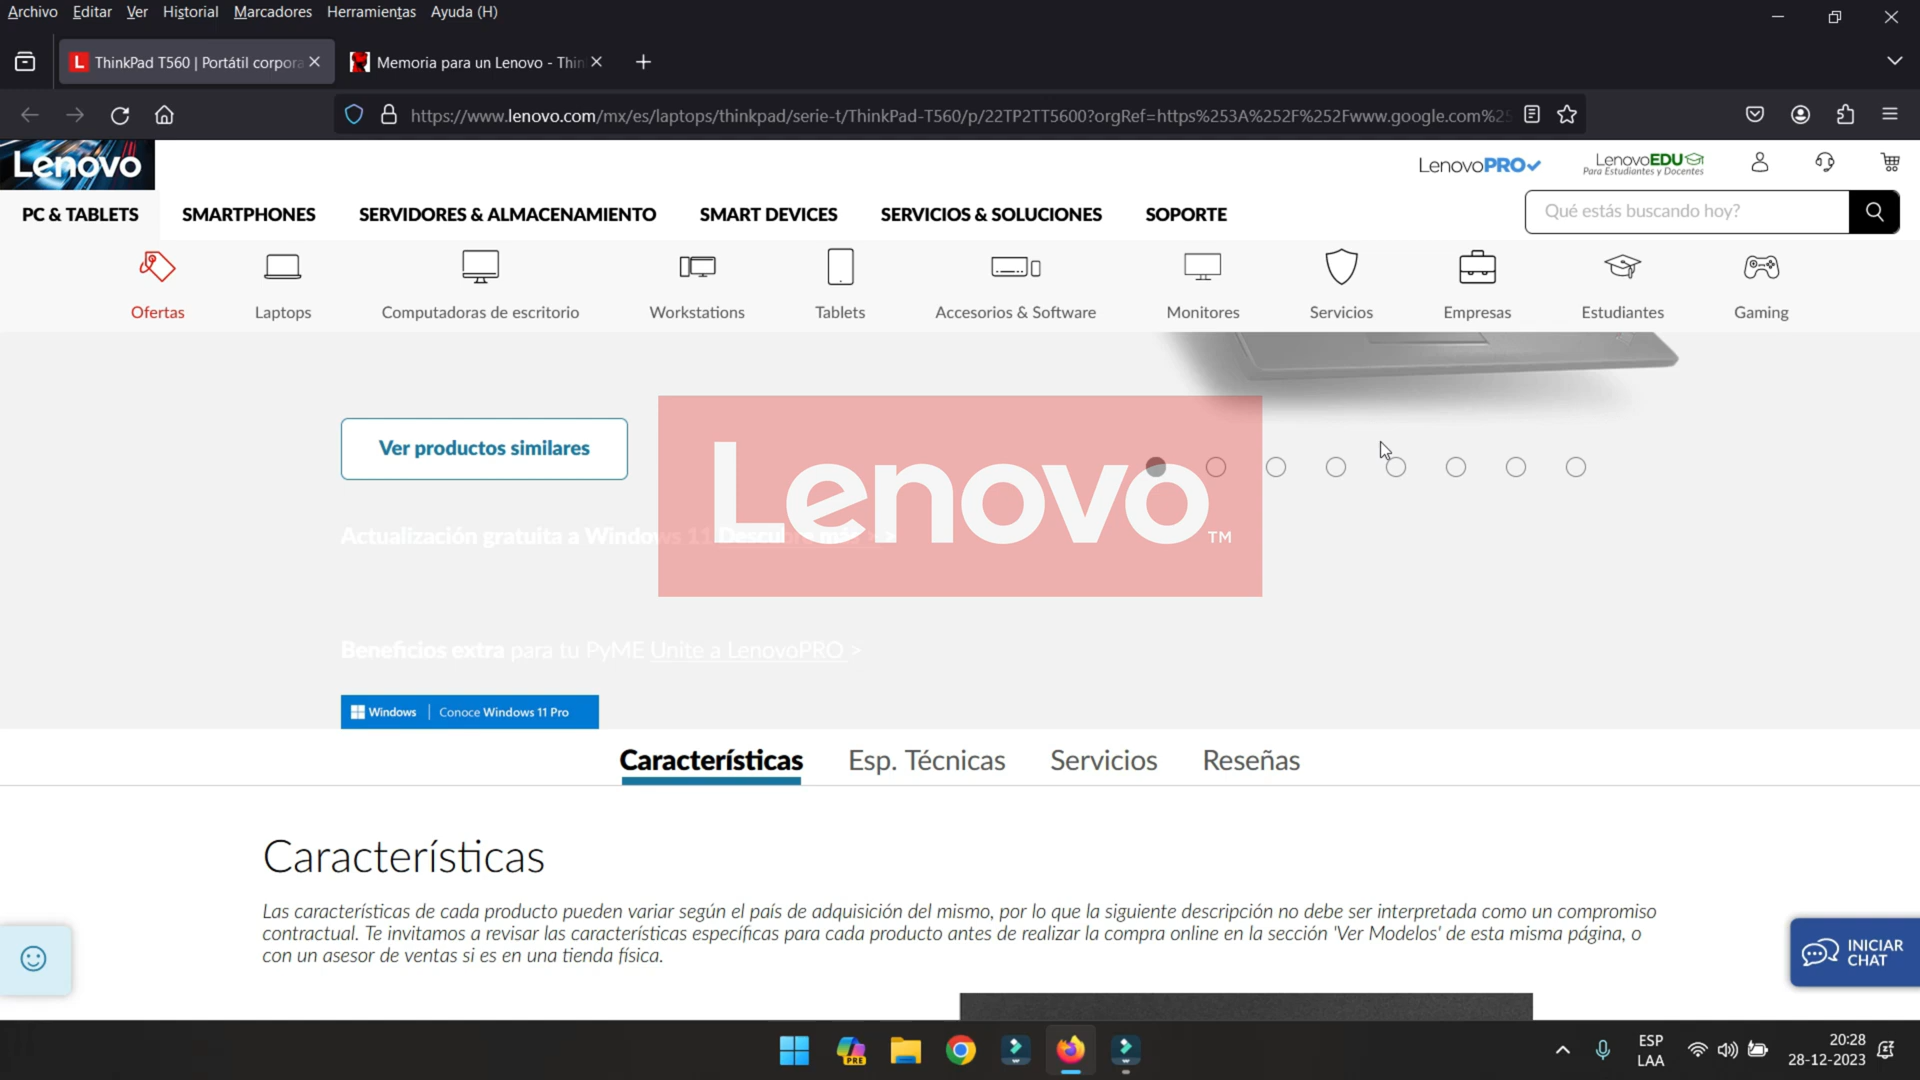 Archivo Editar Ver Historial Marcadores Herramientas Ayuda (H)
ThinkPad T560 | Portátil corpora
Memoria para un Lenovo - Thin
https://www.lenovo.com/mx/es/laptops/thinkpad/serie-t/ThinkPad-T560/p/22TP2TT5600?orgRef=https%253A%252F%252Fwww.google.com%25
Lenovo
LenovoPRO
LenovoEDU
Para Estudiantes y Docentes
PC & TABLETS SMARTPHONES SERVIDORES & ALMACENAMIENTO SMART DEVICES SERVICIOS & SOLUCIONES SOPORTE
Qué estás buscando hoy?
Ofertas Laptops Computadoras de escritorio Workstations Tablets Accesorios & Software Monitores Servicios Empresas Estudiantes Gaming
Ver productos similares
Lenovo™
Actualización gratuita a Windows 11 Descubre más > >
Beneficios extra para tu PyME Unite a LenovoPRO >
Windows | Conoce Windows 11 Pro
Características Esp. Técnicas Servicios Reseñas
Características
Las características de cada producto pueden variar según el país de adquisición del mismo, por lo que la siguiente descripción no debe ser interpretada como un compromiso
contractual. Te invitamos a revisar las características específicas para cada producto antes de realizar la compra online en la sección 'Ver Modelos' de esta misma página, o
con un asesor de ventas si es en una tienda física.
INICIAR
CHAT
PRE
ESP
LAA
20:28
28-12-2023